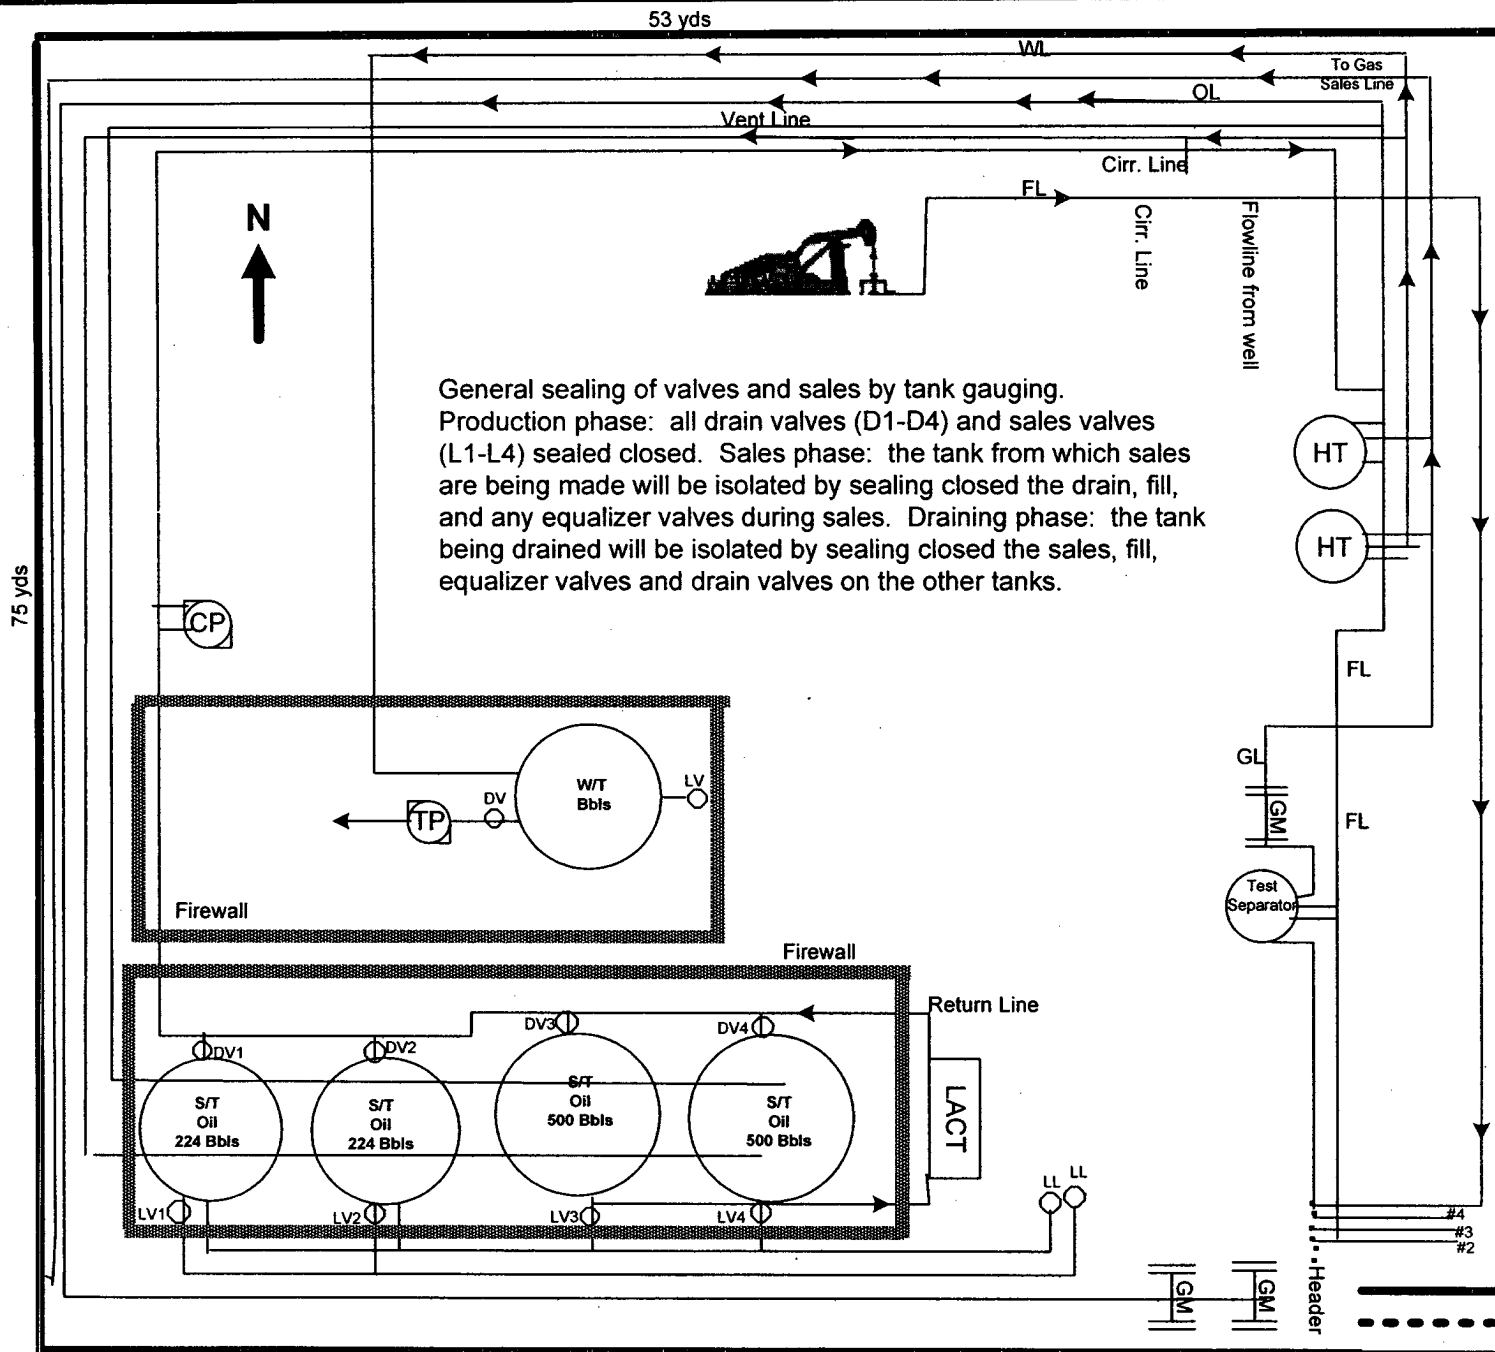 53 yds
WL
To Gas
Sales Line
OL
Vent Line
Cirr. Line
FL
Cirr. Line
Flowline from well
N
General sealing of valves and sales by tank gauging.
Production phase: all drain valves (D1-D4) and sales valves
(L1-L4) sealed closed. Sales phase: the tank from which sales
are being made will be isolated by sealing closed the drain, fill,
and any equalizer valves during sales. Draining phase: the tank
being drained will be isolated by sealing closed the sales, fill,
equalizer valves and drain valves on the other tanks.
HT
HT
75 yds
CP
FL
GL
GM
FL
W/T
Bbls
LV
DV
TP
Test
Separator
Firewall
Firewall
Return Line
DV1
DV2
DV3
DV4
S/T
Oil
224 Bbls
S/T
Oil
224 Bbls
S/T
Oil
500 Bbls
S/T
Oil
500 Bbls
LACT
LV1
LV2
LV3
LV4
LL
LL
#4
#3
#2
GM
GM
Header